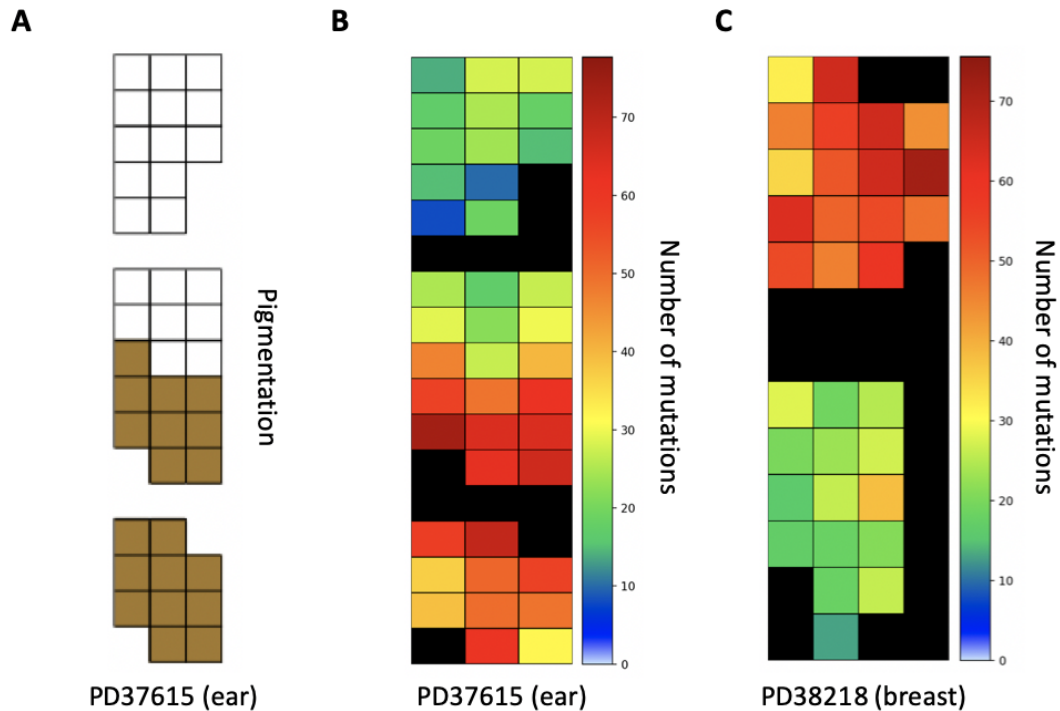 A
B
C
Pigmentation
70
60
50
40
30
20
10
0
Number of mutations
70
60
50
40
30
20
10
0
Number of mutations
PD37615 (ear)
PD37615 (ear)
PD38218 (breast)